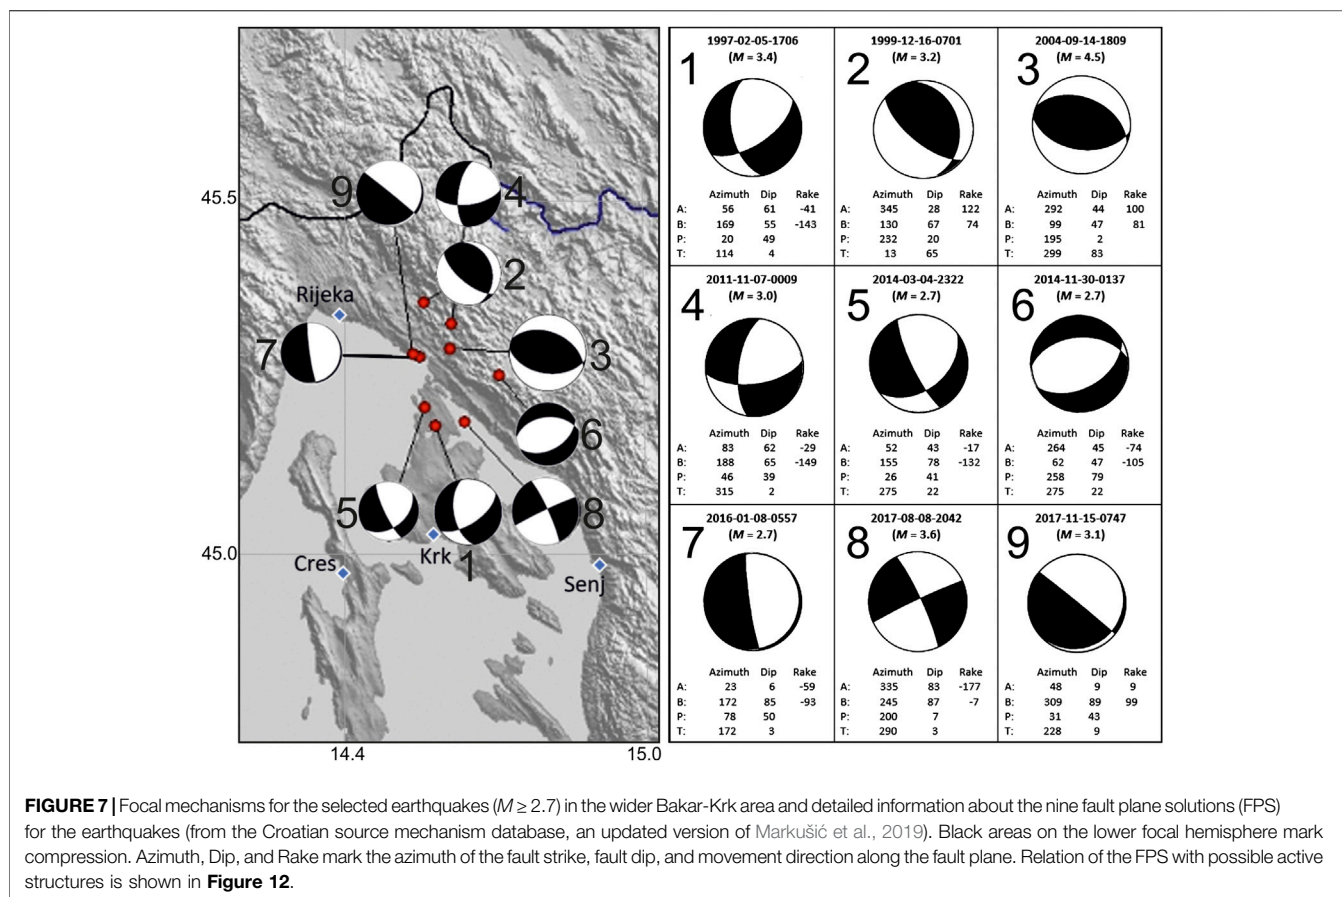 45.5
45.0
14.4
15.0
Rijeka
Cres
Krk
Senj
9
4
2
7
3
6
5
1
8
1997-02-05-1706
(M = 3.4)
1
Azimuth Dip Rake
A: 56 61 -41
B: 169 55 -143
P: 20 49
T: 114 4
1999-12-16-0701
(M = 3.2)
2
Azimuth Dip Rake
A: 345 28 122
B: 130 67 74
P: 232 20
T: 13 65
2004-09-14-1809
(M = 4.5)
3
Azimuth Dip Rake
A: 292 44 100
B: 99 47 81
P: 195 2
T: 299 83
2011-11-07-0009
(M = 3.0)
4
Azimuth Dip Rake
A: 83 62 -29
B: 188 65 -149
P: 46 39
T: 315 2
2014-03-04-2322
(M = 2.7)
5
Azimuth Dip Rake
A: 52 43 -17
B: 155 78 -132
P: 26 41
T: 275 22
2014-11-30-0137
(M = 2.7)
6
Azimuth Dip Rake
A: 264 45 -74
B: 62 47 -105
P: 258 79
T: 275 22
2016-01-08-0557
(M = 2.7)
7
Azimuth Dip Rake
A: 23 6 -59
B: 172 85 -93
P: 78 50
T: 172 3
2017-08-08-2042
(M = 3.6)
8
Azimuth Dip Rake
A: 335 83 -177
B: 245 87 -7
P: 200 7
T: 290 3
2017-11-15-0747
(M = 3.1)
9
Azimuth Dip Rake
A: 48 9 9
B: 309 89 99
P: 31 43
T: 228 9
FIGURE 7 | Focal mechanisms for the selected earthquakes (M ≥ 2.7) in the wider Bakar-Krk area and detailed information about the nine fault plane solutions (FPS)
for the earthquakes (from the Croatian source mechanism database, an updated version of Markušić et al., 2019). Black areas on the lower focal hemisphere mark
compression. Azimuth, Dip, and Rake mark the azimuth of the fault strike, fault dip, and movement direction along the fault plane. Relation of the FPS with possible active
structures is shown in Figure 12.